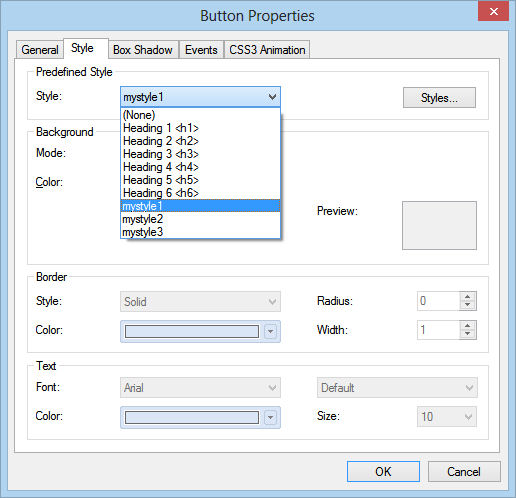 Button Properties
General Style Box Shadow Events CSS3 Animation
Predefined Style
Style: mystyle1 Styles...
(None)
Heading 1 <h1>
Heading 2 <h2>
Heading 3 <h3>
Heading 4 <h4>
Heading 5 <h5>
Heading 6 <h6>
mystyle1
mystyle2
mystyle3
Background
Mode:
Color:
Preview:
Border
Style: Solid Radius: 0
Color: Width: 1
Text
Font: Arial Default
Color: Size: 10
OK Cancel